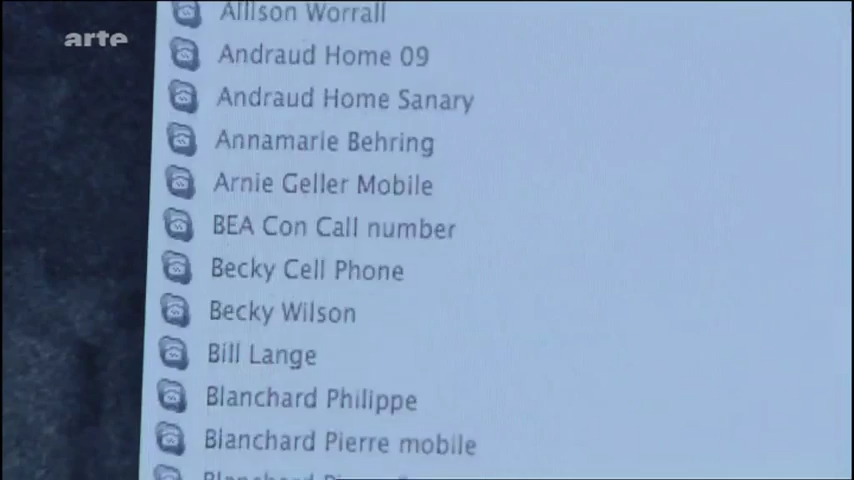 arte
Allison Worrall
Andraud Home 09
Andraud Home Sanary
Annamarie Behring
Arnie Geller Mobile
BEA Con Call number
Becky Cell Phone
Becky Wilson
Bill Lange
Blanchard Philippe
Blanchard Pierre mobile
Blanchard